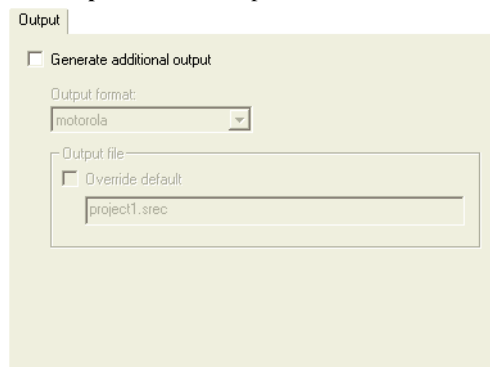 Output
Generate additional output
Output format:
motorola
Output file
Override default
project1.srec